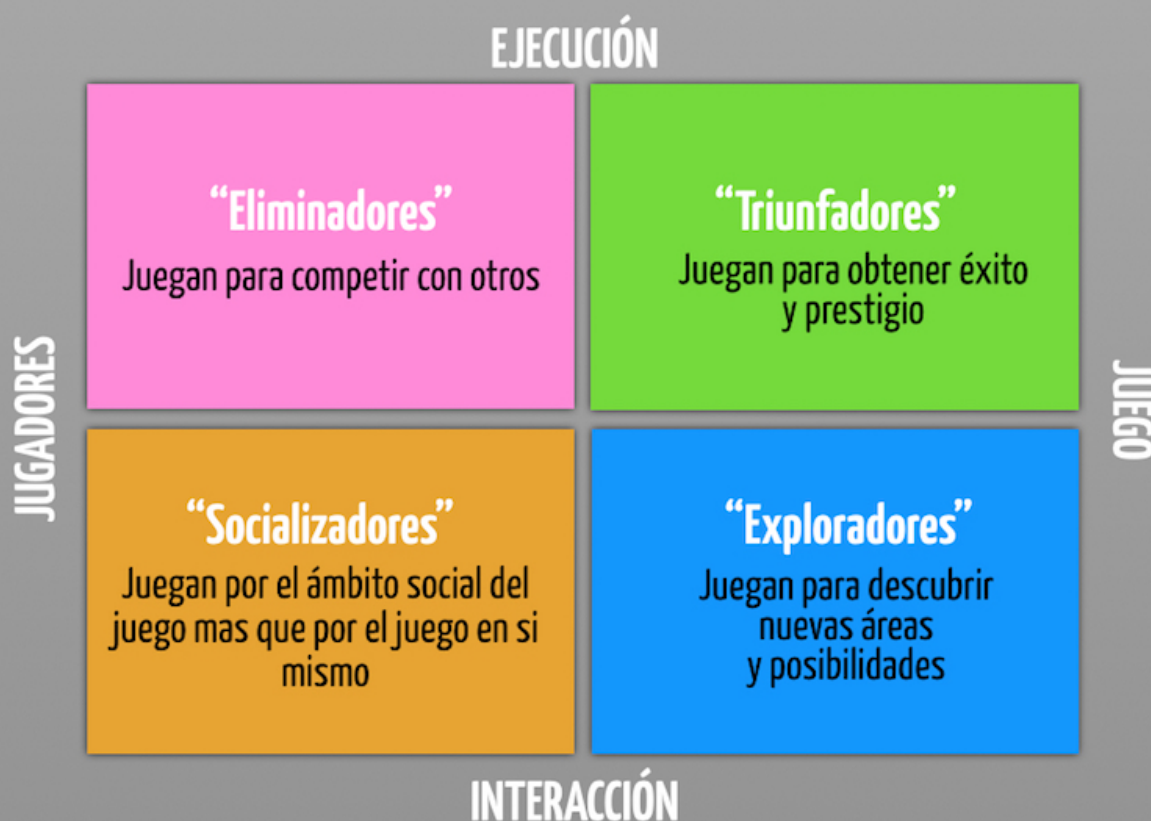 EJECUCIÓN
“Eliminadores”
Juegan para competir con otros
“Triunfadores”
Juegan para obtener éxito
y prestigio
JUGADORES
JUEGO
“Socializadores”
Juegan por el ámbito social del
juego mas que por el juego en si
mismo
“Exploradores”
Juegan para descubrir
nuevas áreas
y posibilidades
INTERACCIÓN